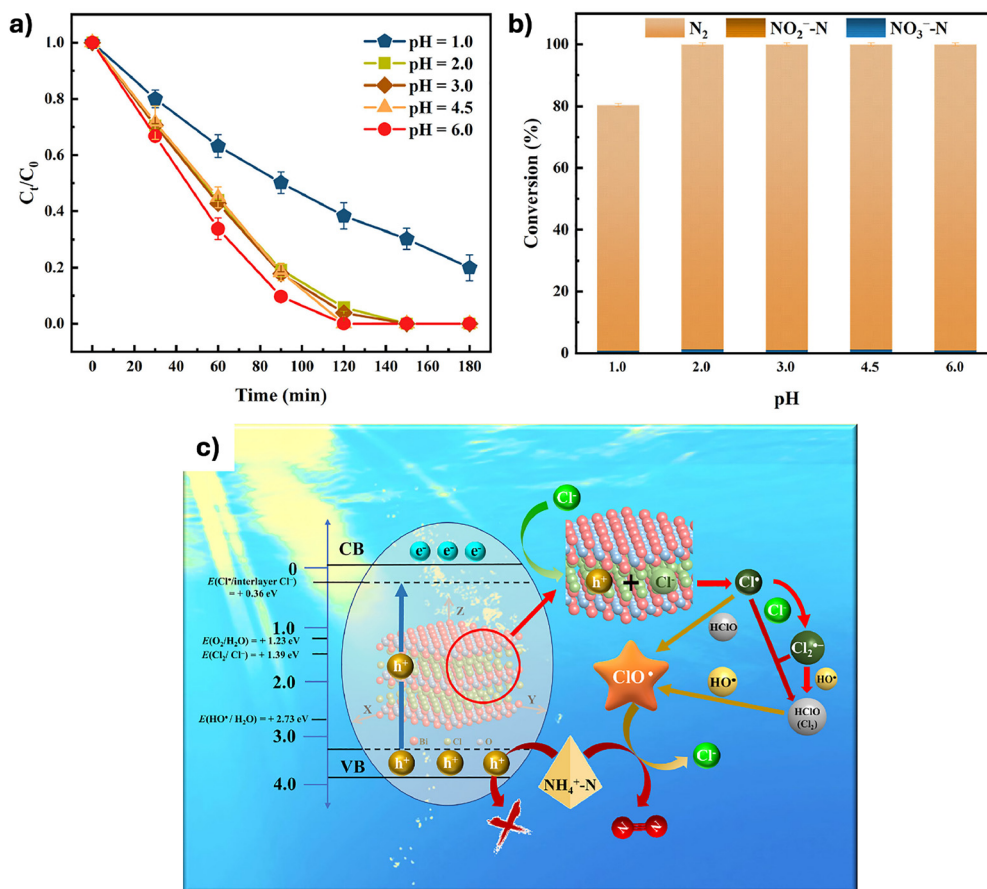 a)
1.0
0.8
0.6
0.4
0.2
0.0
Cₜ/C₀
0 20 40 60 80 100 120 140 160 180
Time (min)
pH = 1.0
pH = 2.0
pH = 3.0
pH = 4.5
pH = 6.0
b)
N₂ NO₂⁻-N NO₃⁻-N
100
80
60
40
20
0
Conversion (%)
1.0 2.0 3.0 4.5 6.0
pH
c)
CB
e⁻ e⁻ e⁻
0
E(Cl•/interlayer Cl⁻)
= + 0.36 eV
1.0
E(O₂/H₂O) = + 1.23 eV
E(Cl₂/ Cl⁻) = + 1.39 eV
2.0
E(HO•/ H₂O) = + 2.73 eV
3.0
VB
4.0
h⁺
h⁺ h⁺ h⁺
Z
X
Y
Bi Cl O
Cl⁻
h⁺ + Cl⁻
Cl•
Cl⁻
HClO
Cl₂•⁻
HO•
ClO•
HO•
HClO
(Cl₂)
Cl⁻
NH₄⁺-N
N N